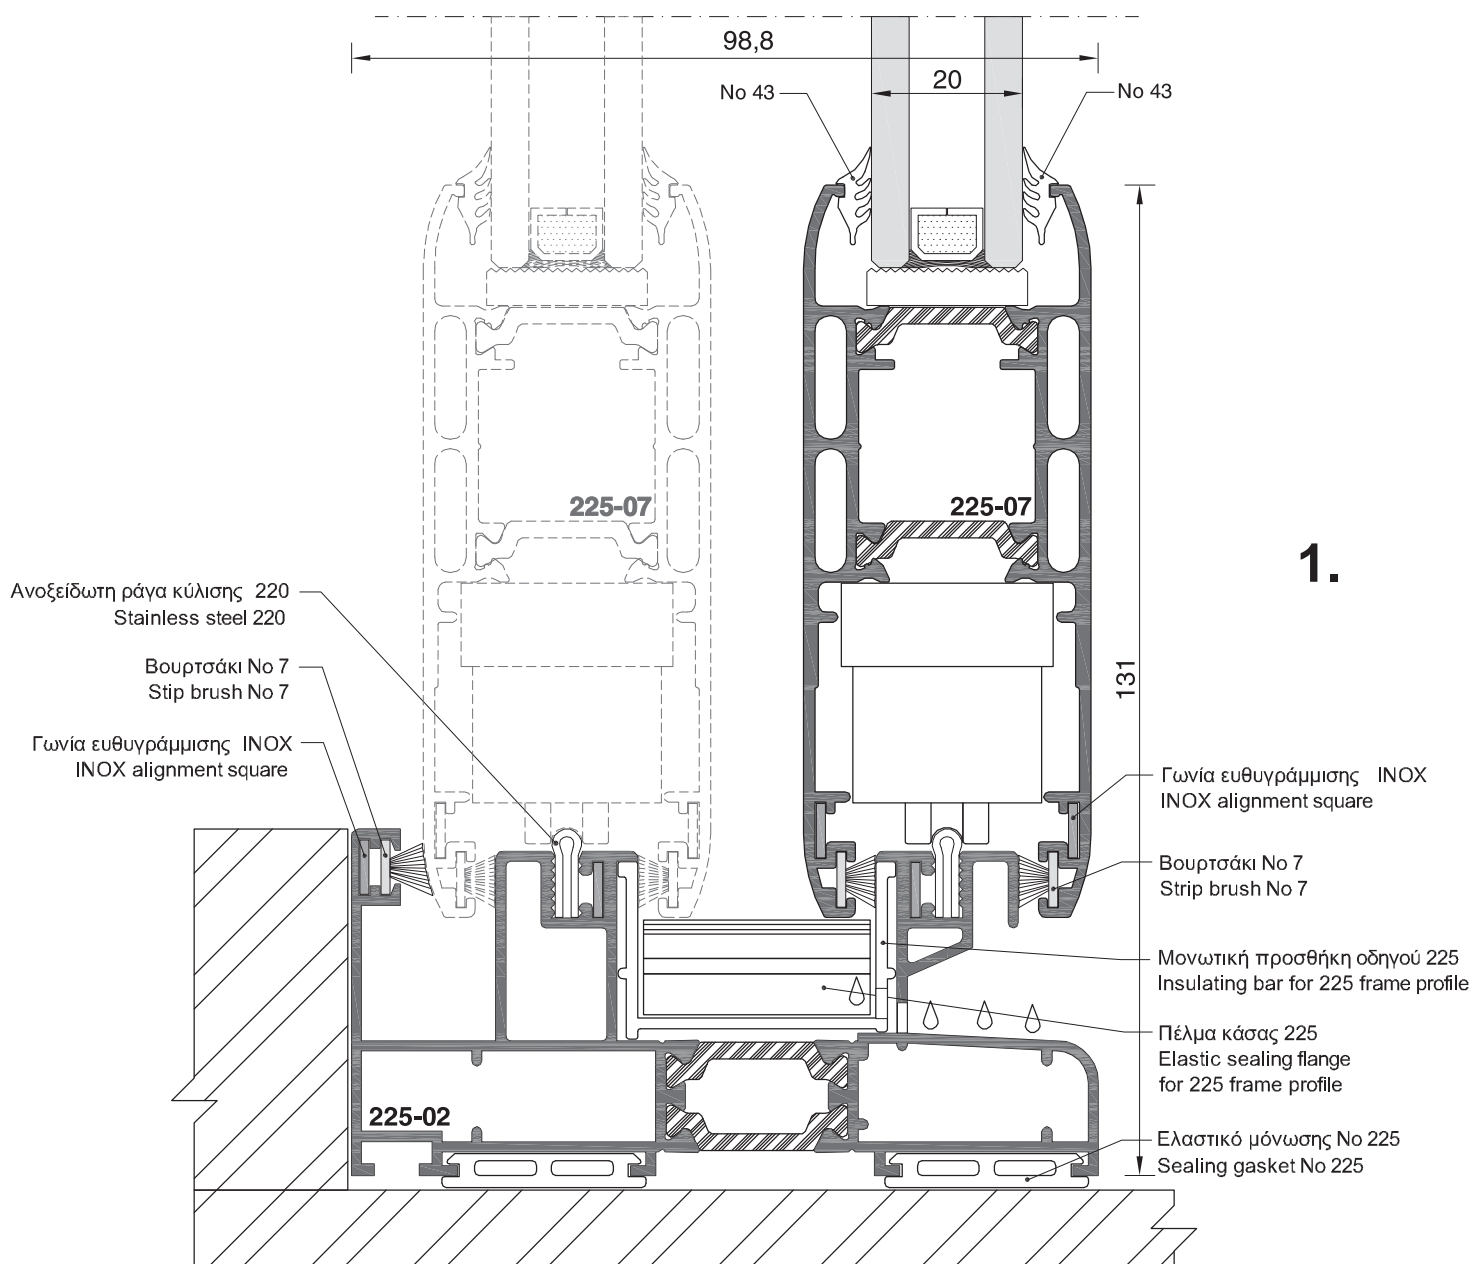 98,8
20
No 43
No 43
225-07
225-07
1.
131
Ανοξείδωτη ράγα κύλισης 220
Stainless steel 220
Βουρτσάκι No 7
Stip brush No 7
Γωνία ευθυγράμμισης INOX
INOX alignment square
Γωνία ευθυγράμμισης INOX
INOX alignment square
Βουρτσάκι No 7
Strip brush No 7
Μονωτική προσθήκη οδηγού 225
Insulating bar for 225 frame profile
Πέλμα κάσας 225
Elastic sealing flange
for 225 frame profile
225-02
Ελαστικό μόνωσης No 225
Sealing gasket No 225